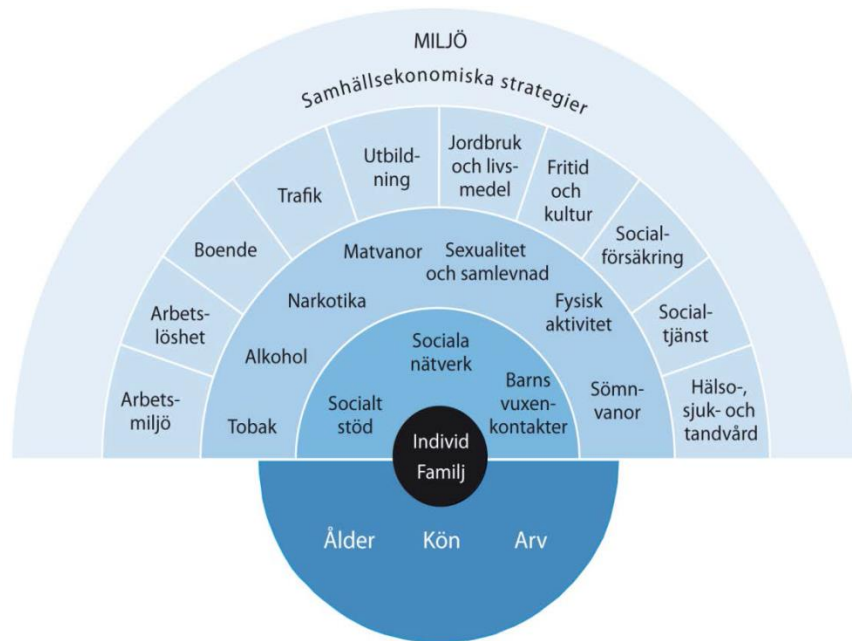 MILJÖ
Samhällsekonomiska strategier
Arbets-
miljö
Arbets-
löshet
Boende
Trafik
Utbild-
ning
Jordbruk
och livs-
medel
Fritid
och
kultur
Social-
försäkring
Social-
tjänst
Hälso-,
sjuk- och
tandvård
Tobak
Alkohol
Narkotika
Matvanor
Sexualitet
och samlevnad
Fysisk
aktivitet
Sömn-
vanor
Socialt
stöd
Sociala
nätverk
Barns
vuxen-
kontakter
Individ
Familj
Ålder Kön Arv